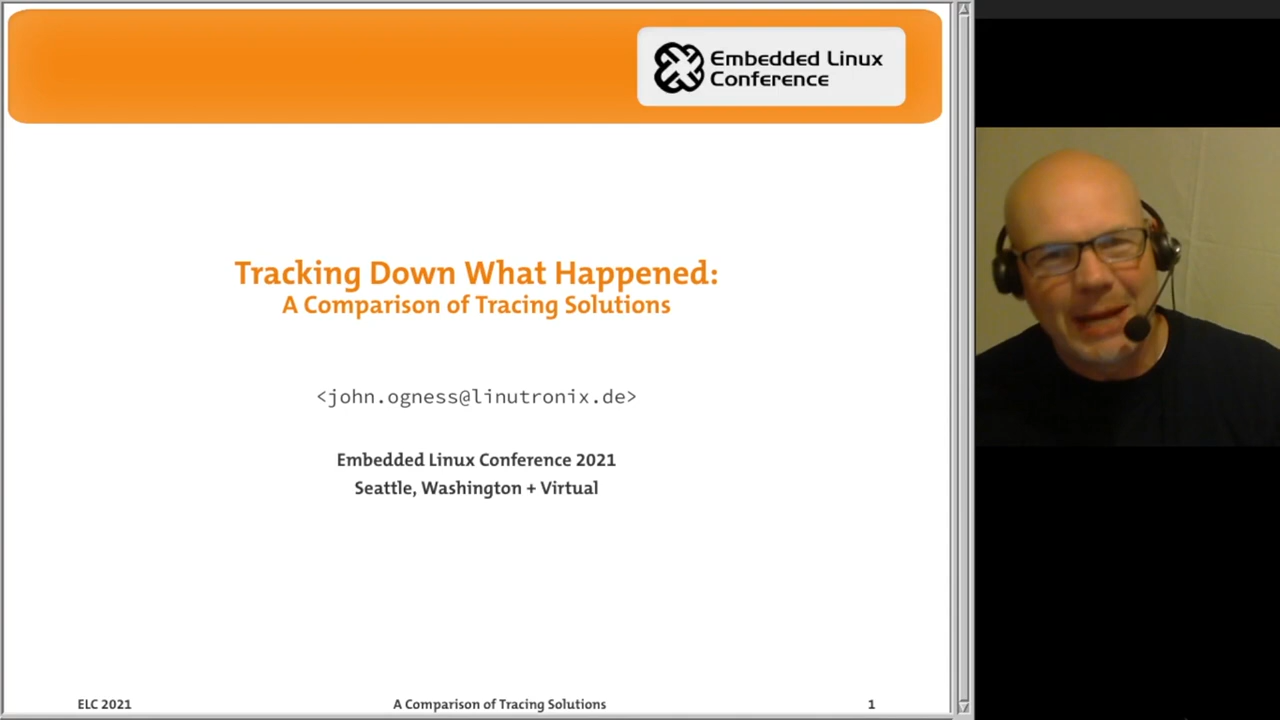 Embedded Linux
Conference
Tracking Down What Happened:
A Comparison of Tracing Solutions
<john.ogness@linutronix.de>
Embedded Linux Conference 2021
Seattle, Washington + Virtual
ELC 2021
A Comparison of Tracing Solutions
1